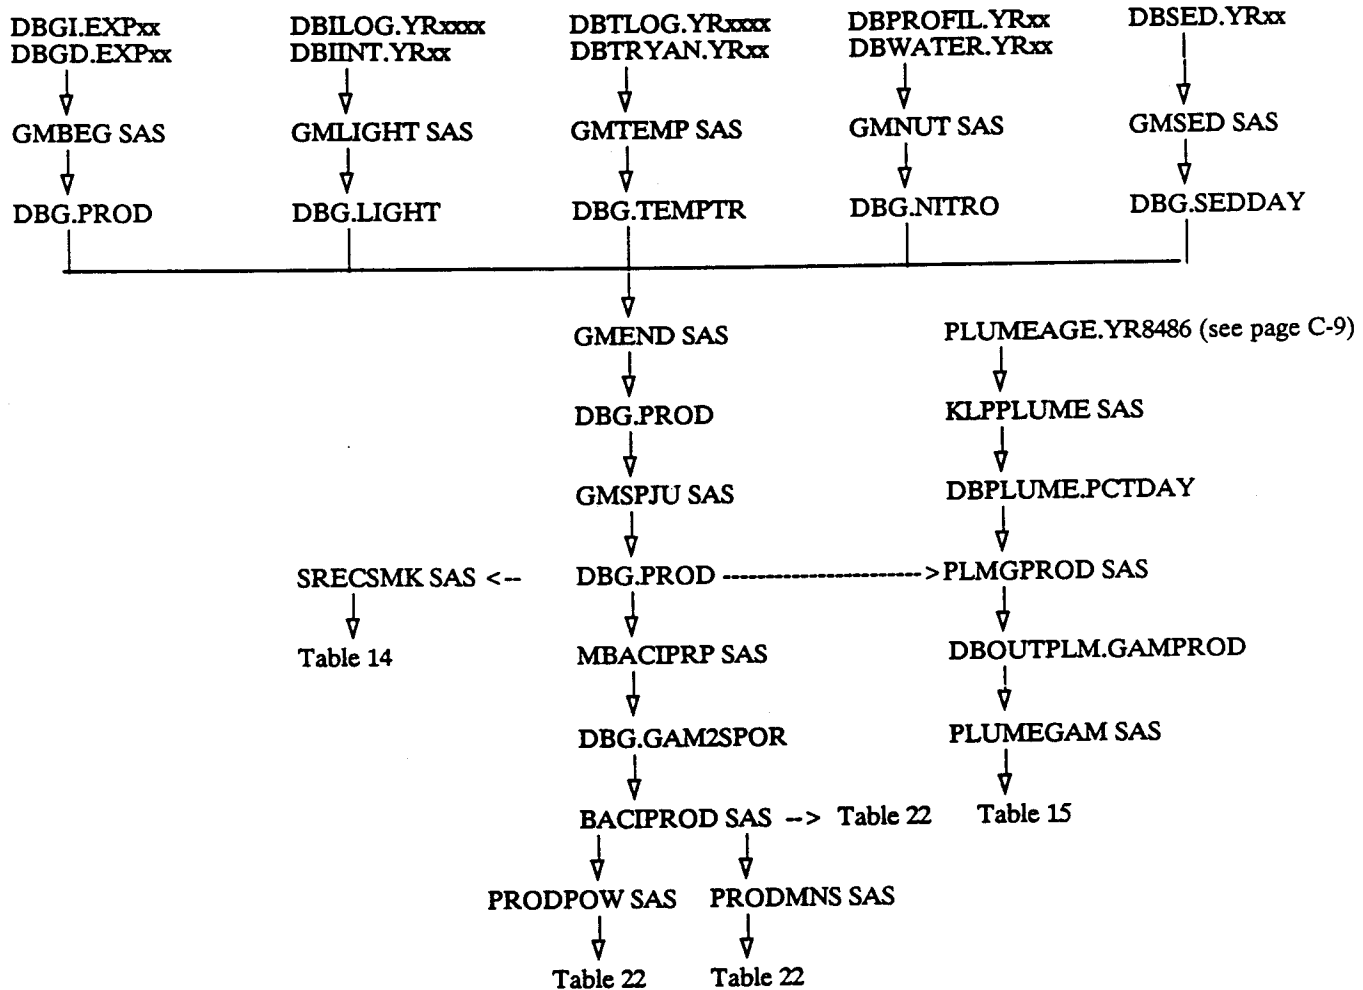 DBGI.EXPxx DBILOG.YRxxxx DBTLOG.YRxxxx DBPROFIL.YRxx DBSED.YRxx
DBGD.EXPxx DBIINT.YRxx DBTRYAN.YRxx DBWATER.YRxx
GMBEG SAS GMLIGHT SAS GMTEMP SAS GMNUT SAS GMSED SAS
DBG.PROD DBG.LIGHT DBG.TEMPTR DBG.NITRO DBG.SEDDAY
GMEND SAS PLUMEAGE.YR8486 (see page C-9)
DBG.PROD KLPPLUME SAS
GMSPJU SAS DBPLUME.PCTDAY
SRECSMK SAS <-- DBG.PROD ---------------------->PLMGPROD SAS
Table 14 MBACIPRP SAS DBOUTPLM.GAMPROD
DBG.GAM2SPOR PLUMEGAM SAS
BACIPROD SAS --> Table 22 Table 15
PRODPOW SAS PRODMNS SAS
Table 22 Table 22